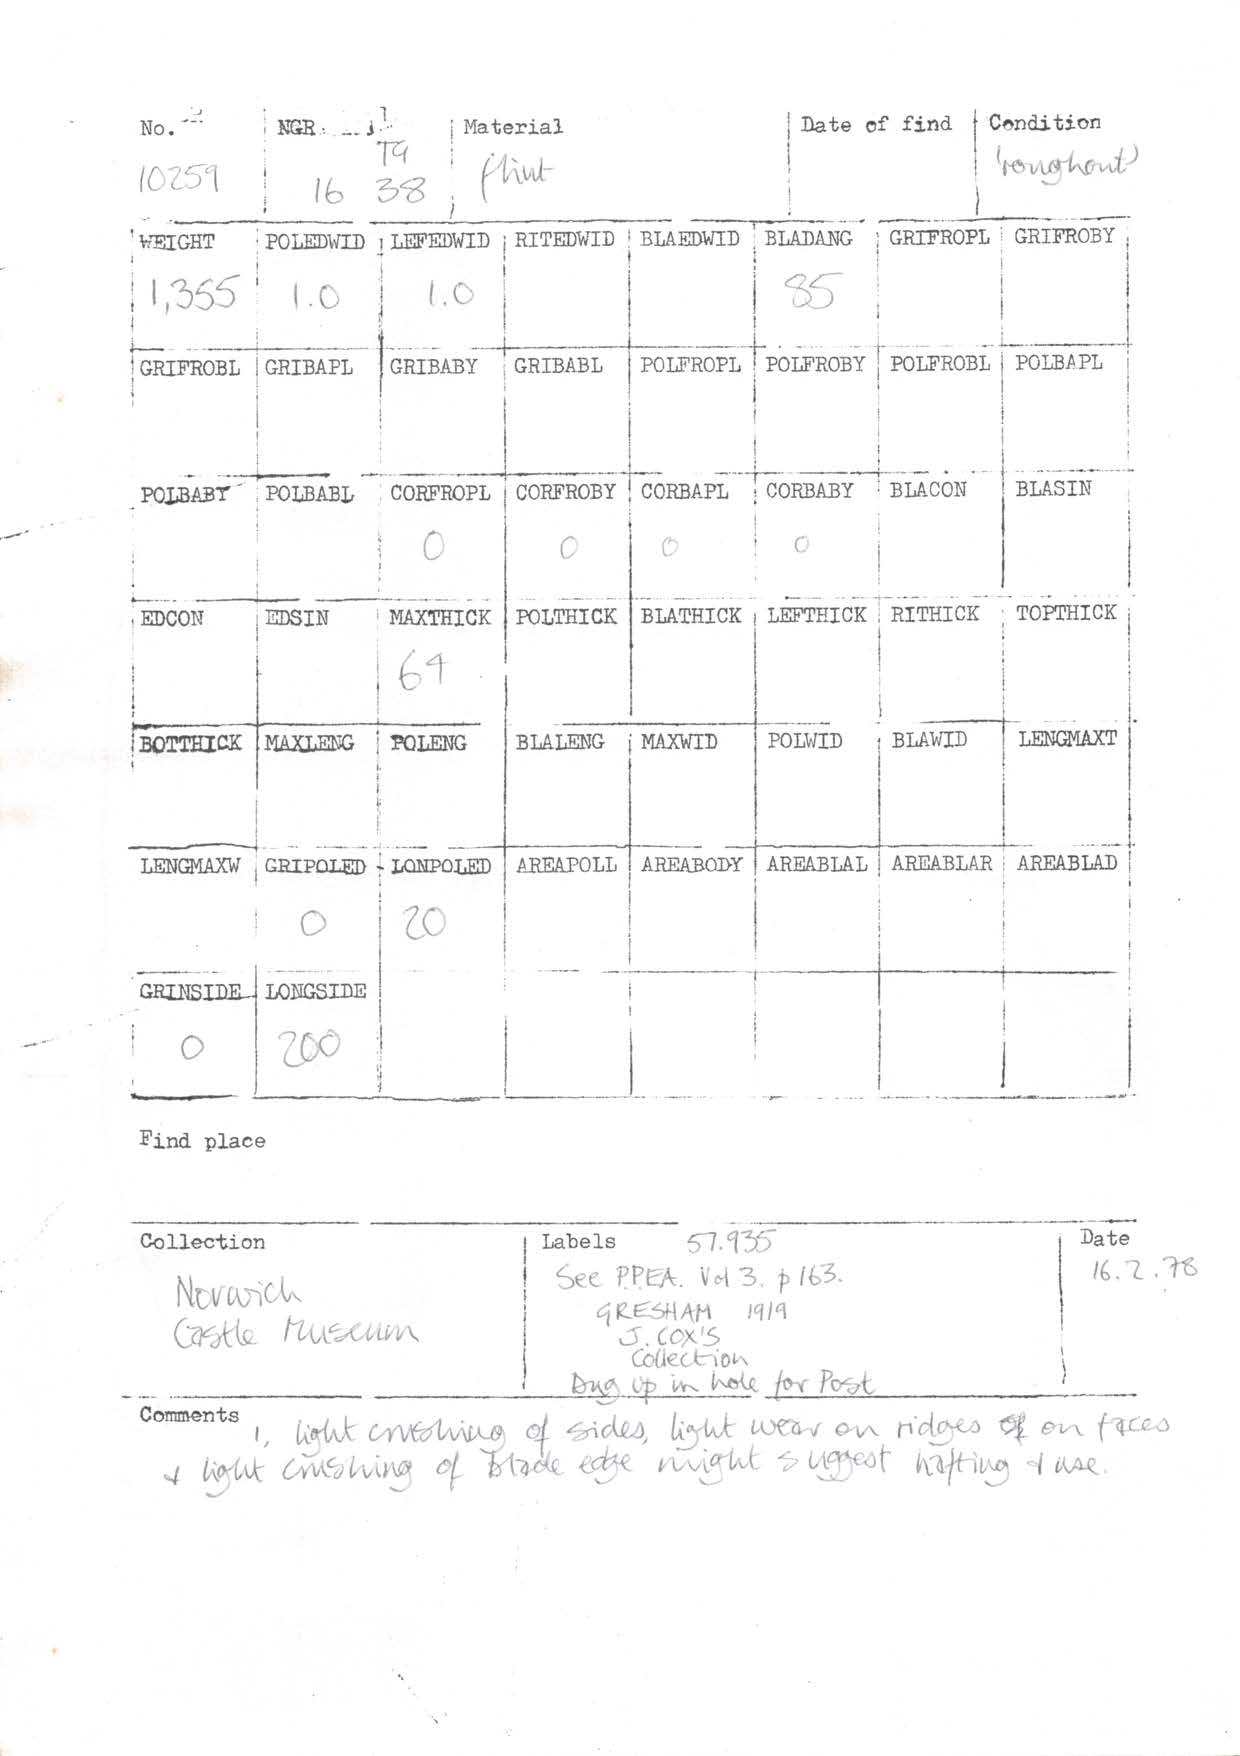 No. NGR Material Date of find Condition
10259 TG 16 38 flint 'roughout'
WEIGHT POLEDWID LEFEDWID RITEDWID BLAEDWID BLADANG GRIFROPL GRIFROBY
1,355 1.0 1.0 85
GRIFROBL GRIBAPL GRIBABY GRIBABL POLFROPL POLFROBY POLFROBL POLBAPL
POLBABY POLBABL CORFROPL CORFROBY CORBAPL CORBABY BLACON BLASIN
0 0 0 0
EDCON EDSIN MAXTHICK POLTHICK BLATHICK LEFTHICK RITHICK TOPTHICK
64
BOTTHICK MAXLENG POLENG BLALENG MAXWID POLWID BLAWID LENGMAXT
LENGMAXW GRIPOLED LONPOLED AREAPOLL AREABODY AREABLAL AREABLAR AREABLAD
0 20
GRINSIDE LONGSIDE
0 200
Find place
Collection Labels 57.935 Date
Norwich See P.P.E.A. Vol 3. p 163. 16.2.78
Castle Museum GRESHAM 1919
J. COX'S
Collection
Dug up in hole for Post
Comments 1, light crushing of sides, light wear on ridges on faces
& light crushing of blade edge might suggest hafting & use.